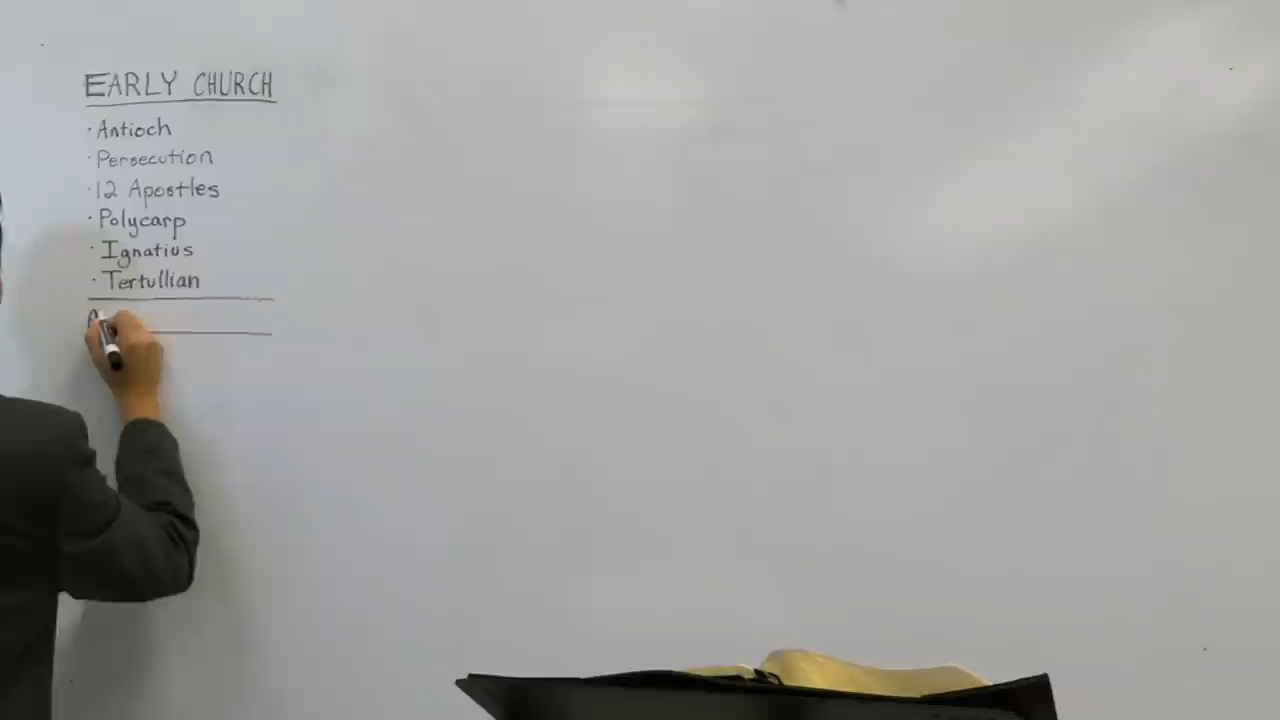 EARLY CHURCH
· Antioch
· Persecution
· 12 Apostles
· Polycarp
· Ignatius
· Tertullian